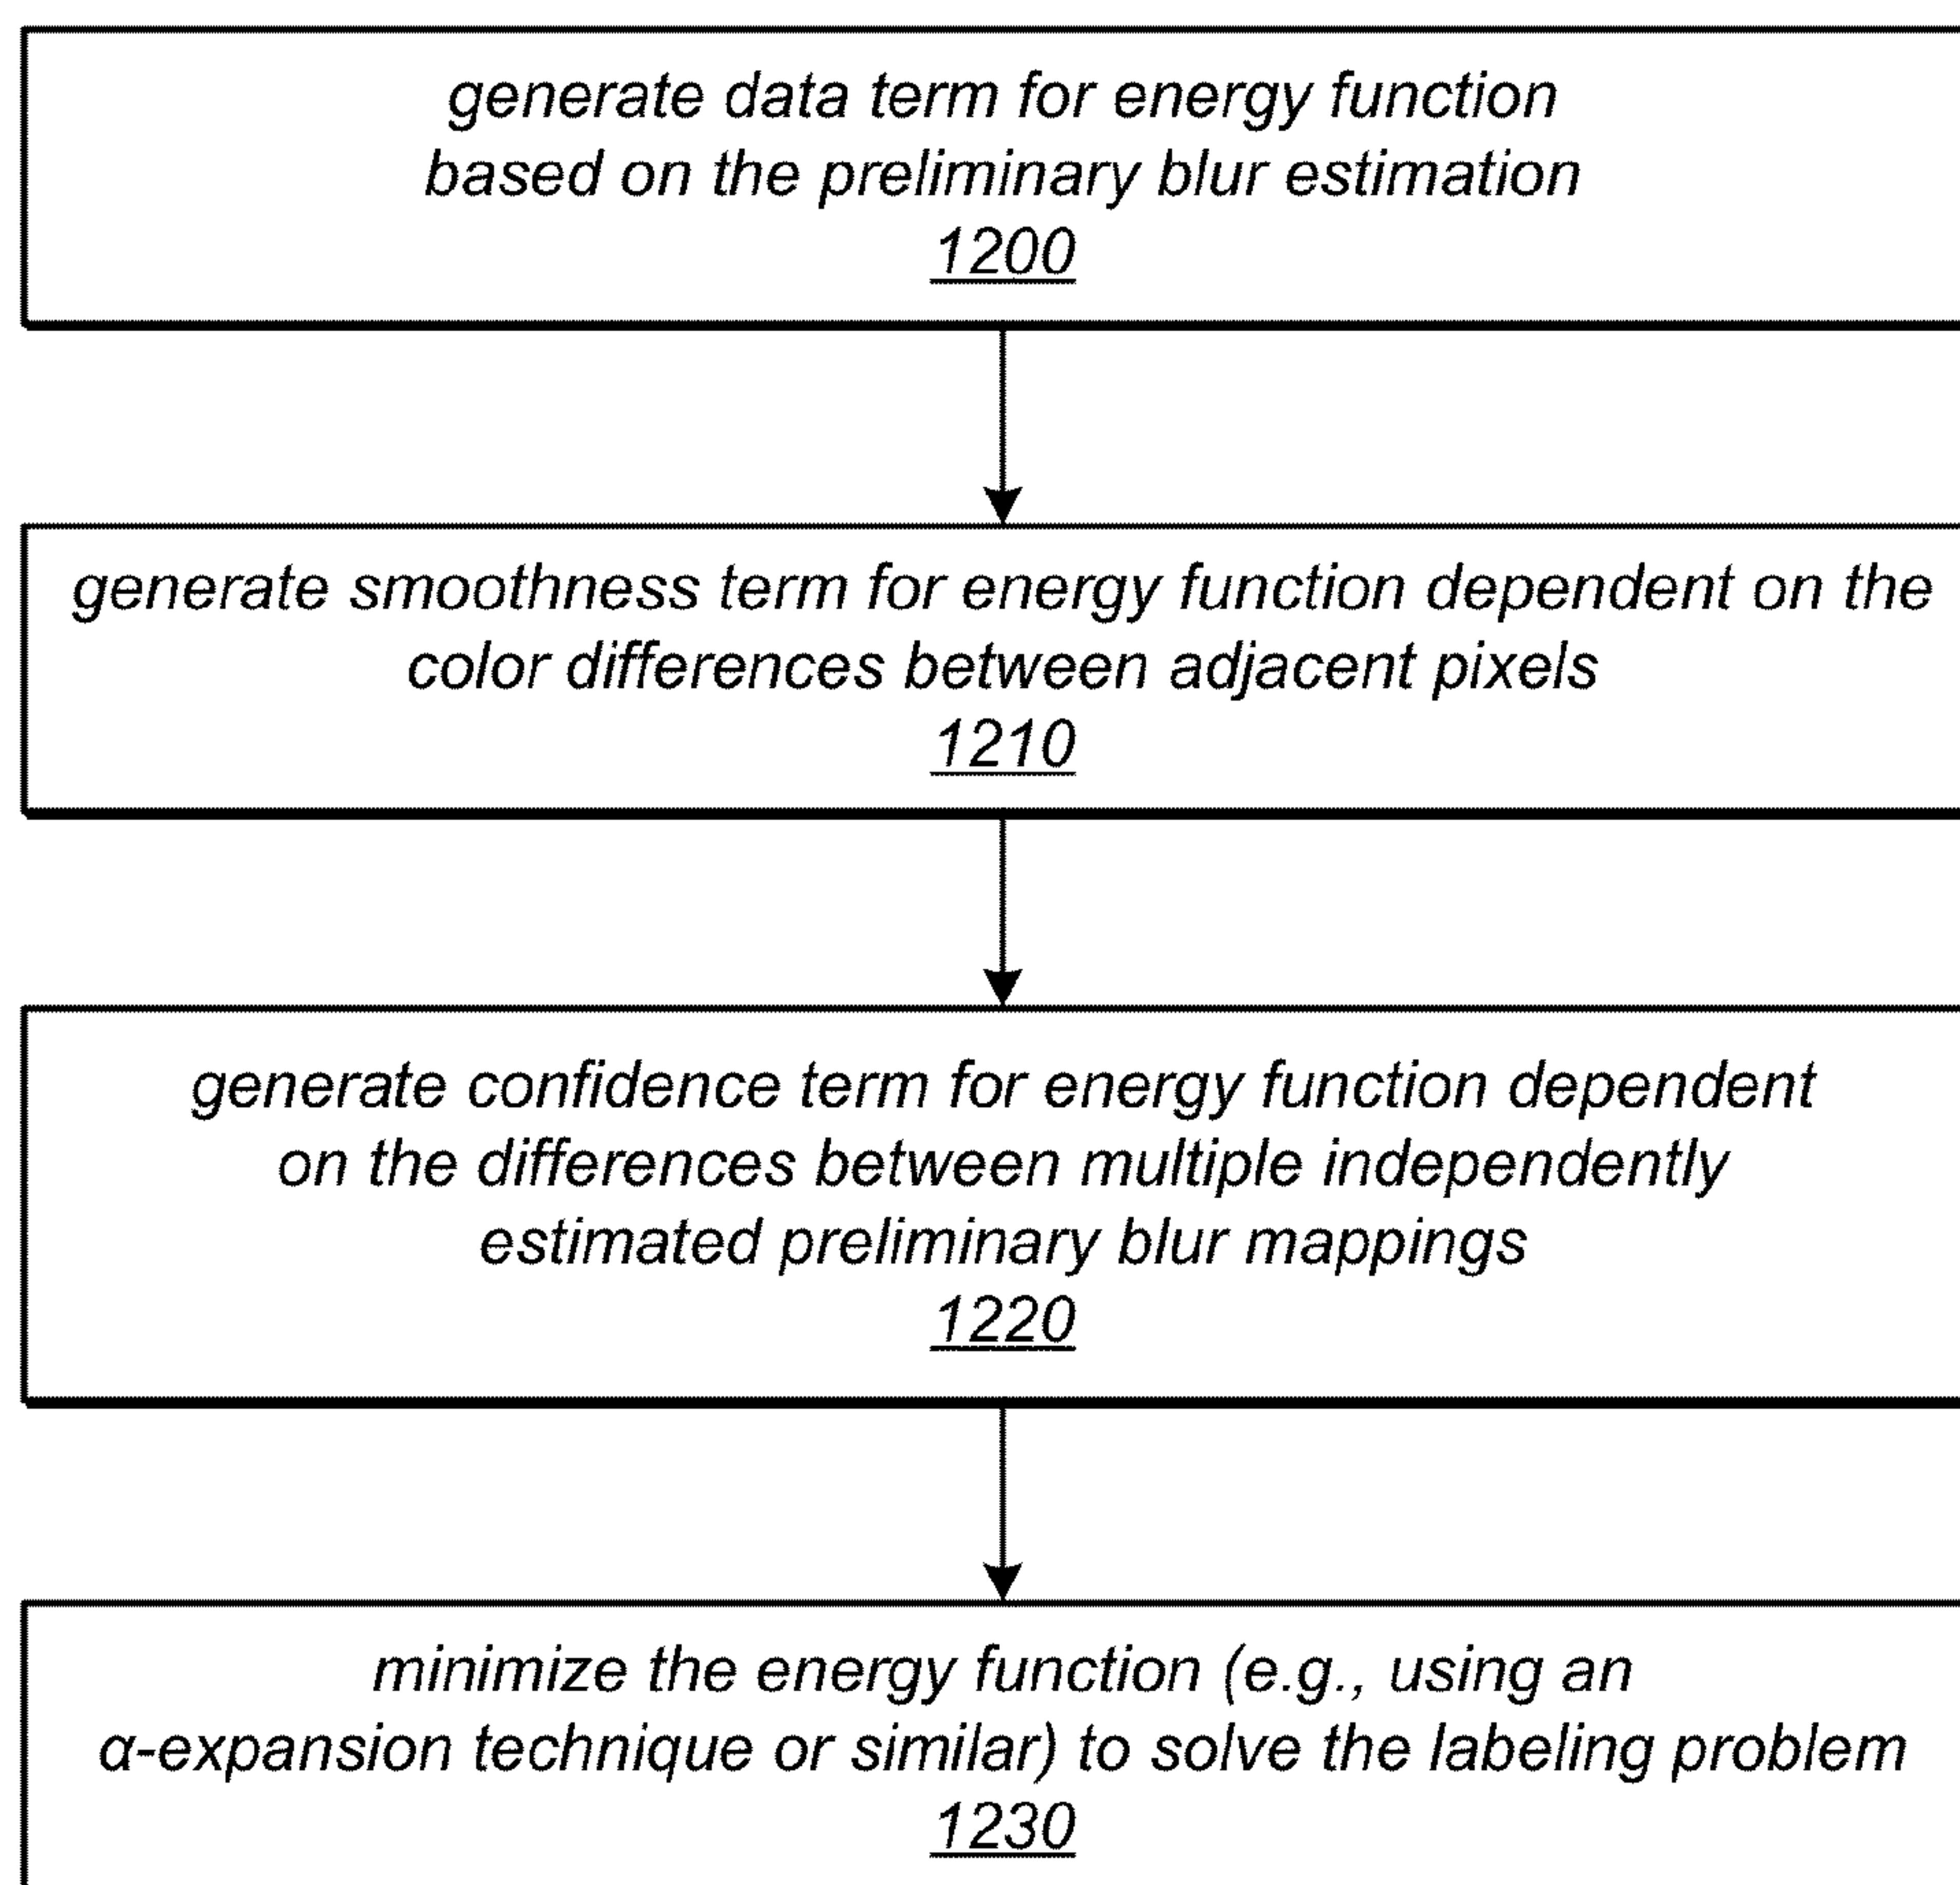 generate data term for energy function
based on the preliminary blur estimation
1200
generate smoothness term for energy function dependent on the
color differences between adjacent pixels
1210
generate confidence term for energy function dependent
on the differences between multiple independently
estimated preliminary blur mappings
1220
minimize the energy function (e.g., using an
α-expansion technique or similar) to solve the labeling problem
1230